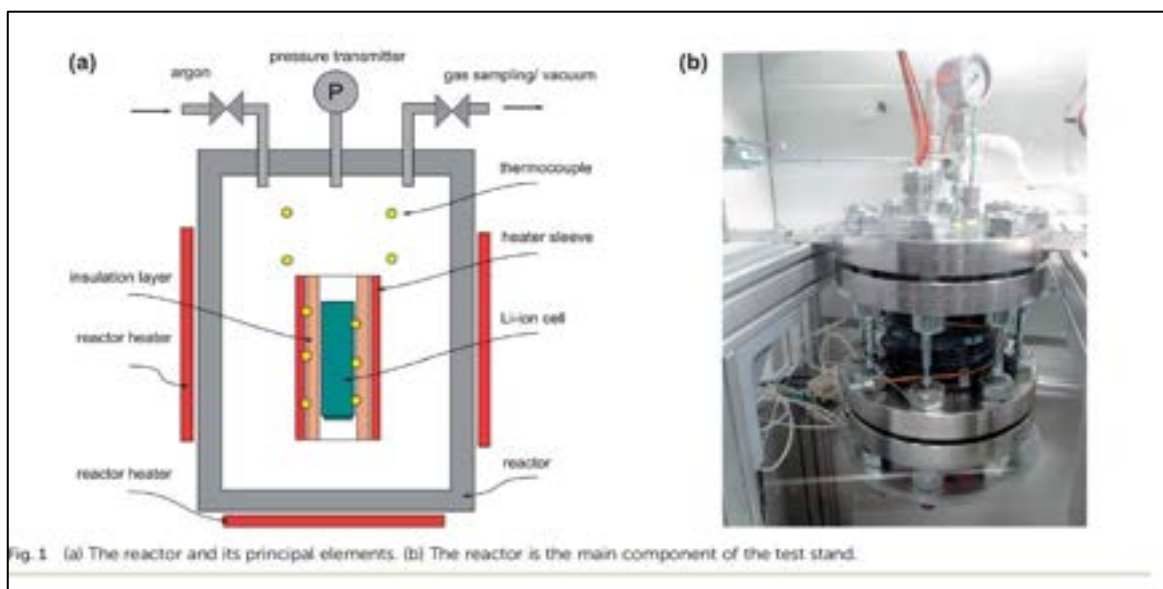 (a)
pressure transmitter
(b)
argon
gas sampling/ vacuum
P
thermocouple
heater sleeve
insulation layer
Li-ion cell
reactor heater
reactor
reactor heater
Fig. 1 (a) The reactor and its principal elements. (b) The reactor is the main component of the test stand.